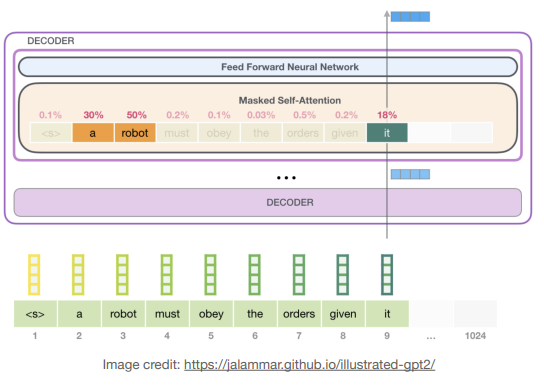 DECODER
Feed Forward Neural Network
Masked Self-Attention
0.1% 30% 50% 0.2% 0.1% 0.03% 0.5% 0.2% 18%
<s> a robot must obey the orders given it
...
DECODER
<s> a robot must obey the orders given it
1 2 3 4 5 6 7 8 9 ... 1024
Image credit: https://jalammar.github.io/illustrated-gpt2/